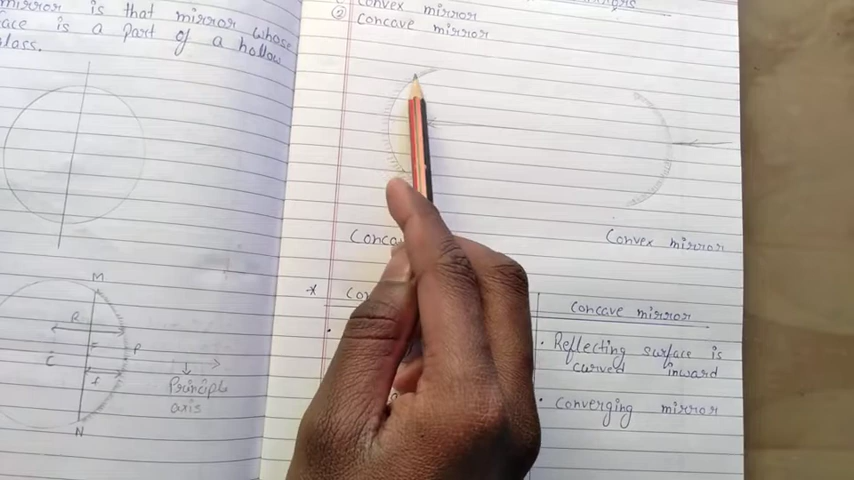 mirror is that mirror whose
is a part of a hollow
glass.
M
R
F
P
C
f
Principle
axis
N
Convex mirror
② Concave mirror
Convex mirror
*
Concave mirror
• Reflecting surface is
curved inward
• Converging mirror